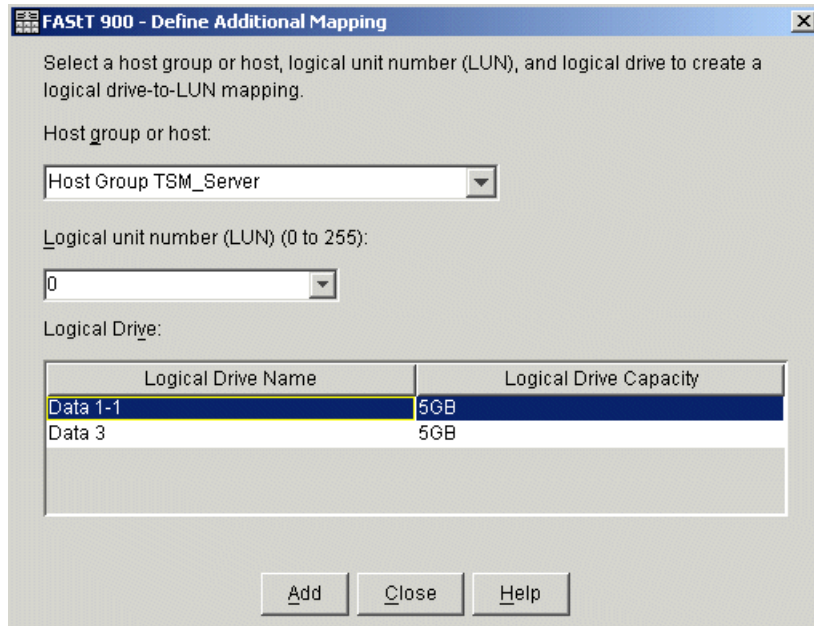 FAStT 900 - Define Additional Mapping
Select a host group or host, logical unit number (LUN), and logical drive to create a
logical drive-to-LUN mapping.
Host group or host:
Host Group TSM_Server
Logical unit number (LUN) (0 to 255):
0
Logical Drive:
Logical Drive Name Logical Drive Capacity
Data 1-1 5GB
Data 3 5GB
Add Close Help